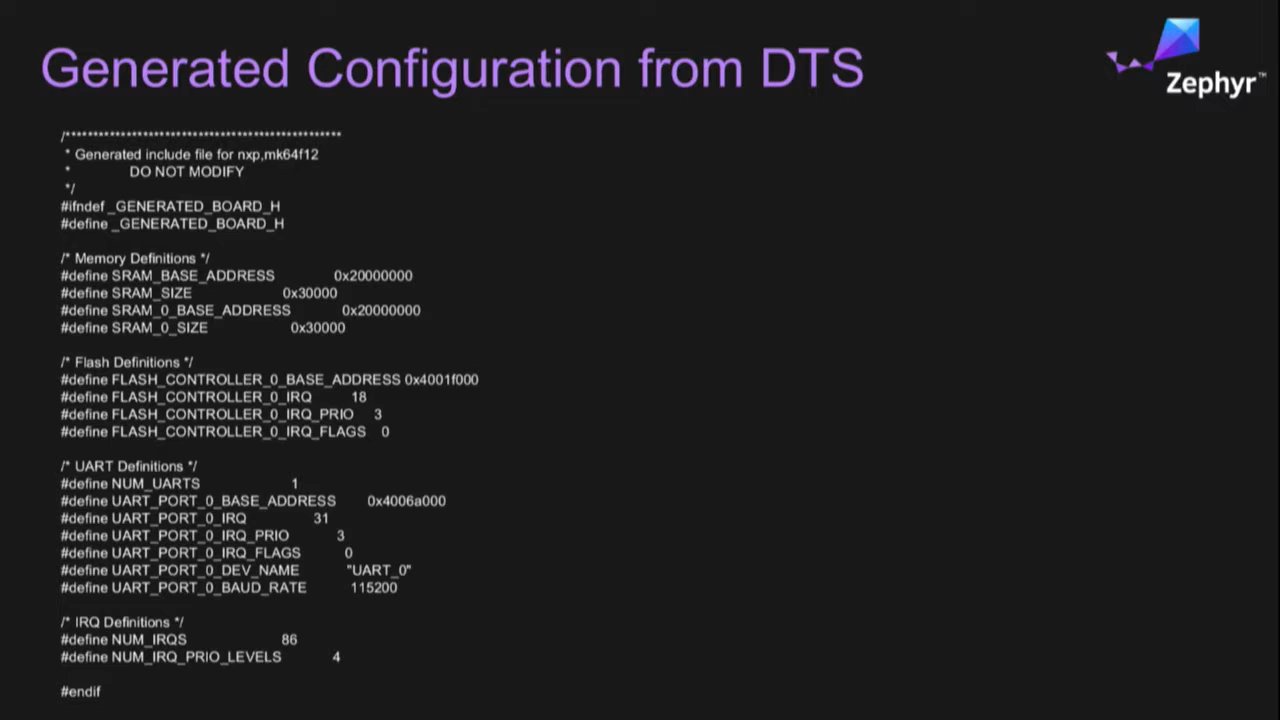 Generated Configuration from DTS
Zephyr™
/**************************************************
* Generated include file for nxp,mk64f12
* DO NOT MODIFY
*/
#ifndef _GENERATED_BOARD_H
#define _GENERATED_BOARD_H
/* Memory Definitions */
#define SRAM_BASE_ADDRESS 0x20000000
#define SRAM_SIZE 0x30000
#define SRAM_0_BASE_ADDRESS 0x20000000
#define SRAM_0_SIZE 0x30000
/* Flash Definitions */
#define FLASH_CONTROLLER_0_BASE_ADDRESS 0x4001f000
#define FLASH_CONTROLLER_0_IRQ 18
#define FLASH_CONTROLLER_0_IRQ_PRIO 3
#define FLASH_CONTROLLER_0_IRQ_FLAGS 0
/* UART Definitions */
#define NUM_UARTS 1
#define UART_PORT_0_BASE_ADDRESS 0x4006a000
#define UART_PORT_0_IRQ 31
#define UART_PORT_0_IRQ_PRIO 3
#define UART_PORT_0_IRQ_FLAGS 0
#define UART_PORT_0_DEV_NAME "UART_0"
#define UART_PORT_0_BAUD_RATE 115200
/* IRQ Definitions */
#define NUM_IRQS 86
#define NUM_IRQ_PRIO_LEVELS 4
#endif